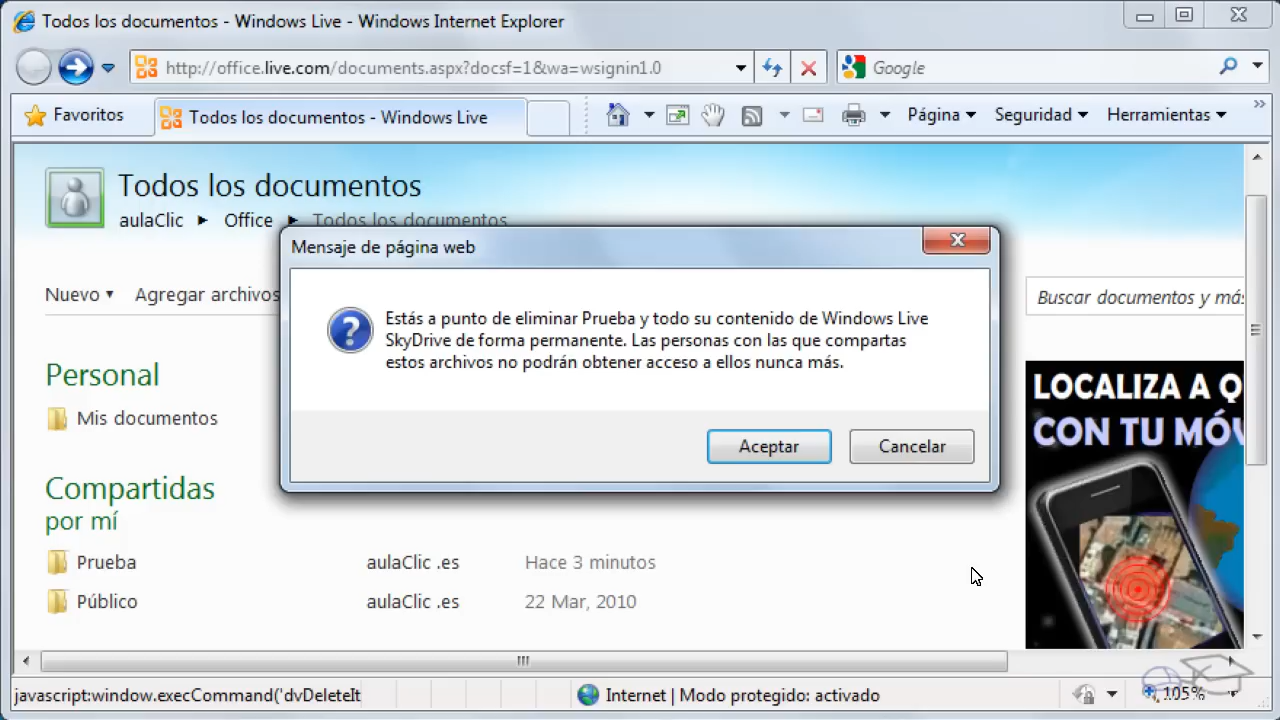 Todos los documentos - Windows Live - Windows Internet Explorer
http://office.live.com/documents.aspx?docsf=1&wa=wsignin1.0
Google
Favoritos
Todos los documentos - Windows Live
Página
Seguridad
Herramientas
Todos los documentos
aulaClic ► Office ► Todos los documentos
Mensaje de página web
Nuevo
Agregar archivos
Buscar documentos y más
Estás a punto de eliminar Prueba y todo su contenido de Windows Live
SkyDrive de forma permanente. Las personas con las que compartas
estos archivos no podrán obtener acceso a ellos nunca más.
Aceptar
Cancelar
LOCALIZA A Q
CON TU MÓV
Personal
Mis documentos
Compartidas
por mí
Prueba aulaClic .es Hace 3 minutos
Público aulaClic .es 22 Mar, 2010
javascript:window.execCommand('dvDeleteIt
Internet | Modo protegido: activado
105%